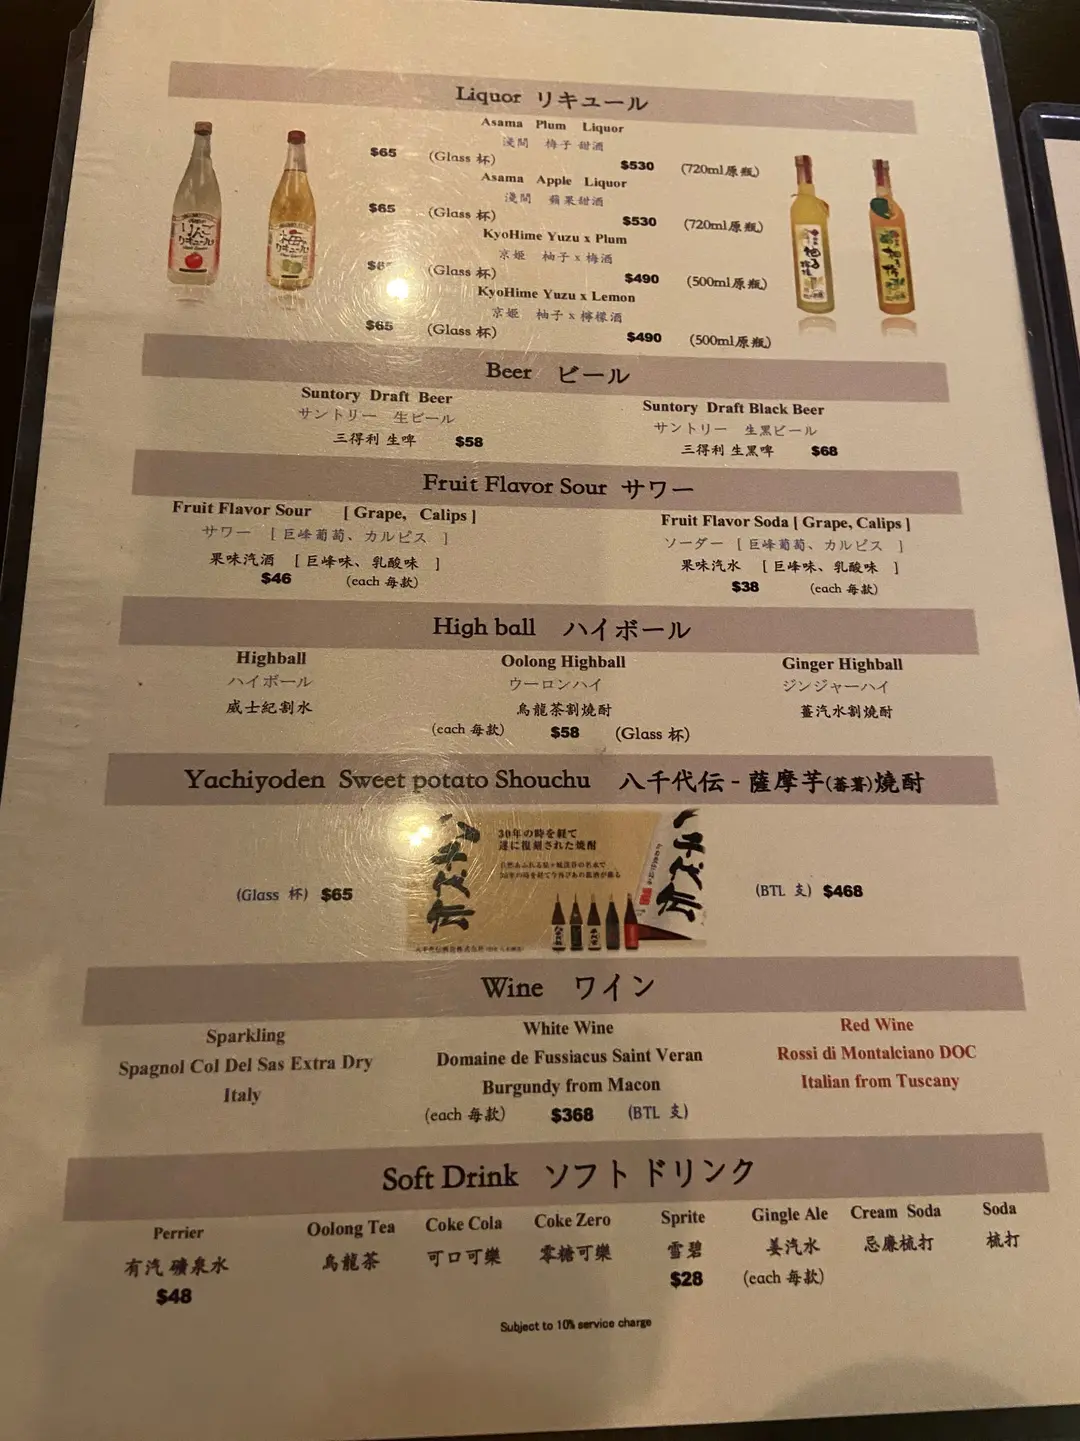 Liquor リキュール
Asama Plum Liquor
淺間 梅子 甜酒
$65 (Glass 杯) $530 (720ml原瓶)
Asama Apple Liquor
淺間 蘋果甜酒
$65 (Glass 杯) $530 (720ml原瓶)
KyoHime Yuzu x Plum
京姬 柚子 x 梅酒
(Glass 杯) $490 (500ml原瓶)
KyoHime Yuzu x Lemon
京姬 柚子 x 檸檬酒
$65 (Glass 杯) $490 (500ml原瓶)
Beer ビール
Suntory Draft Beer
サントリー 生ビール
三得利 生啤 $58
Suntory Draft Black Beer
サントリー 生黑ビール
三得利 生黑啤 $68
Fruit Flavor Sour サワー
Fruit Flavor Sour [ Grape, Calips ]
サワー [ 巨峰葡萄、カルピス ]
果味汽酒 [ 巨峰味、乳酸味 ]
$46 (each 每款)
Fruit Flavor Soda [ Grape, Calips ]
ソーダー [ 巨峰葡萄、カルピス ]
果味汽水 [ 巨峰味、乳酸味 ]
$38 (each 每款)
High ball ハイボール
Highball
ハイボール
威士紀割水
Oolong Highball
ウーロンハイ
烏龍茶割燒酎
Ginger Highball
ジンジャーハイ
薑汽水割燒酎
(each 每款) $58 (Glass 杯)
Yachiyoden Sweet potato Shouchu 八千代伝 - 薩摩芋(蕃薯)燒酎
30年の時を経て
遂に復刻された焼酎
八千代伝
(Glass 杯) $65
(BTL 支) $468
Wine ワイン
Sparkling
Spagnol Col Del Sas Extra Dry
Italy
White Wine
Domaine de Fussiacus Saint Veran
Burgundy from Macon
Red Wine
Rossi di Montalciano DOC
Italian from Tuscany
(each 每款) $368 (BTL 支)
Soft Drink ソフト ドリンク
Perrier
有汽 礦泉水
$48
Oolong Tea
烏龍茶
Coke Cola
可口可樂
Coke Zero
零糖可樂
Sprite
雪碧
Gingle Ale
姜汽水
Cream Soda
忌廉梳打
Soda
梳打
$28 (each 每款)
Subject to 10% service charge